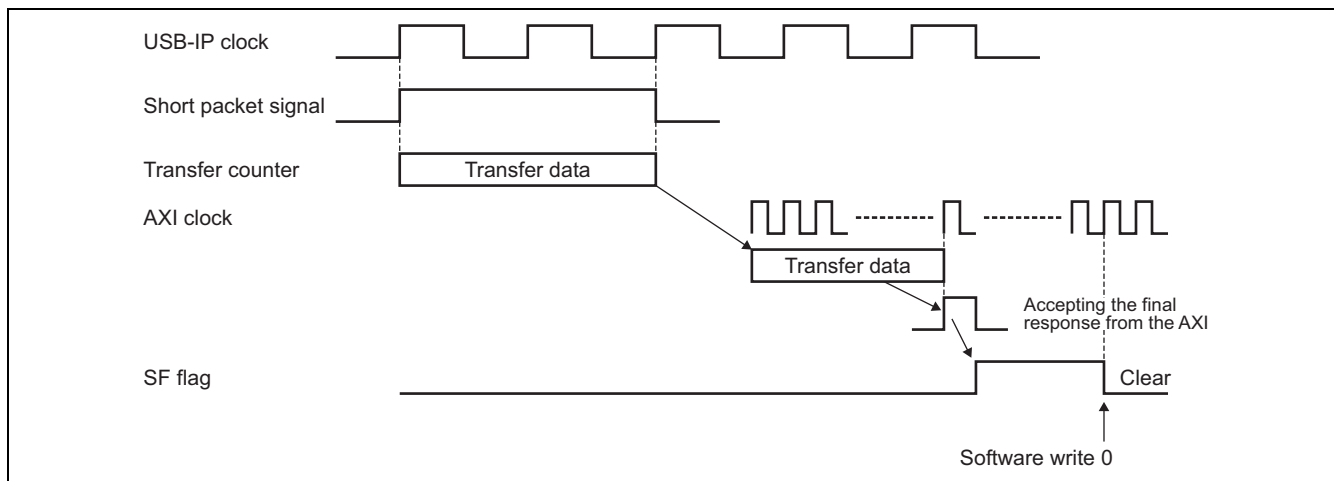 USB-IP clock
Short packet signal
Transfer counter
Transfer data
AXI clock
Transfer data
Accepting the final
response from the AXI
SF flag
Clear
Software write 0